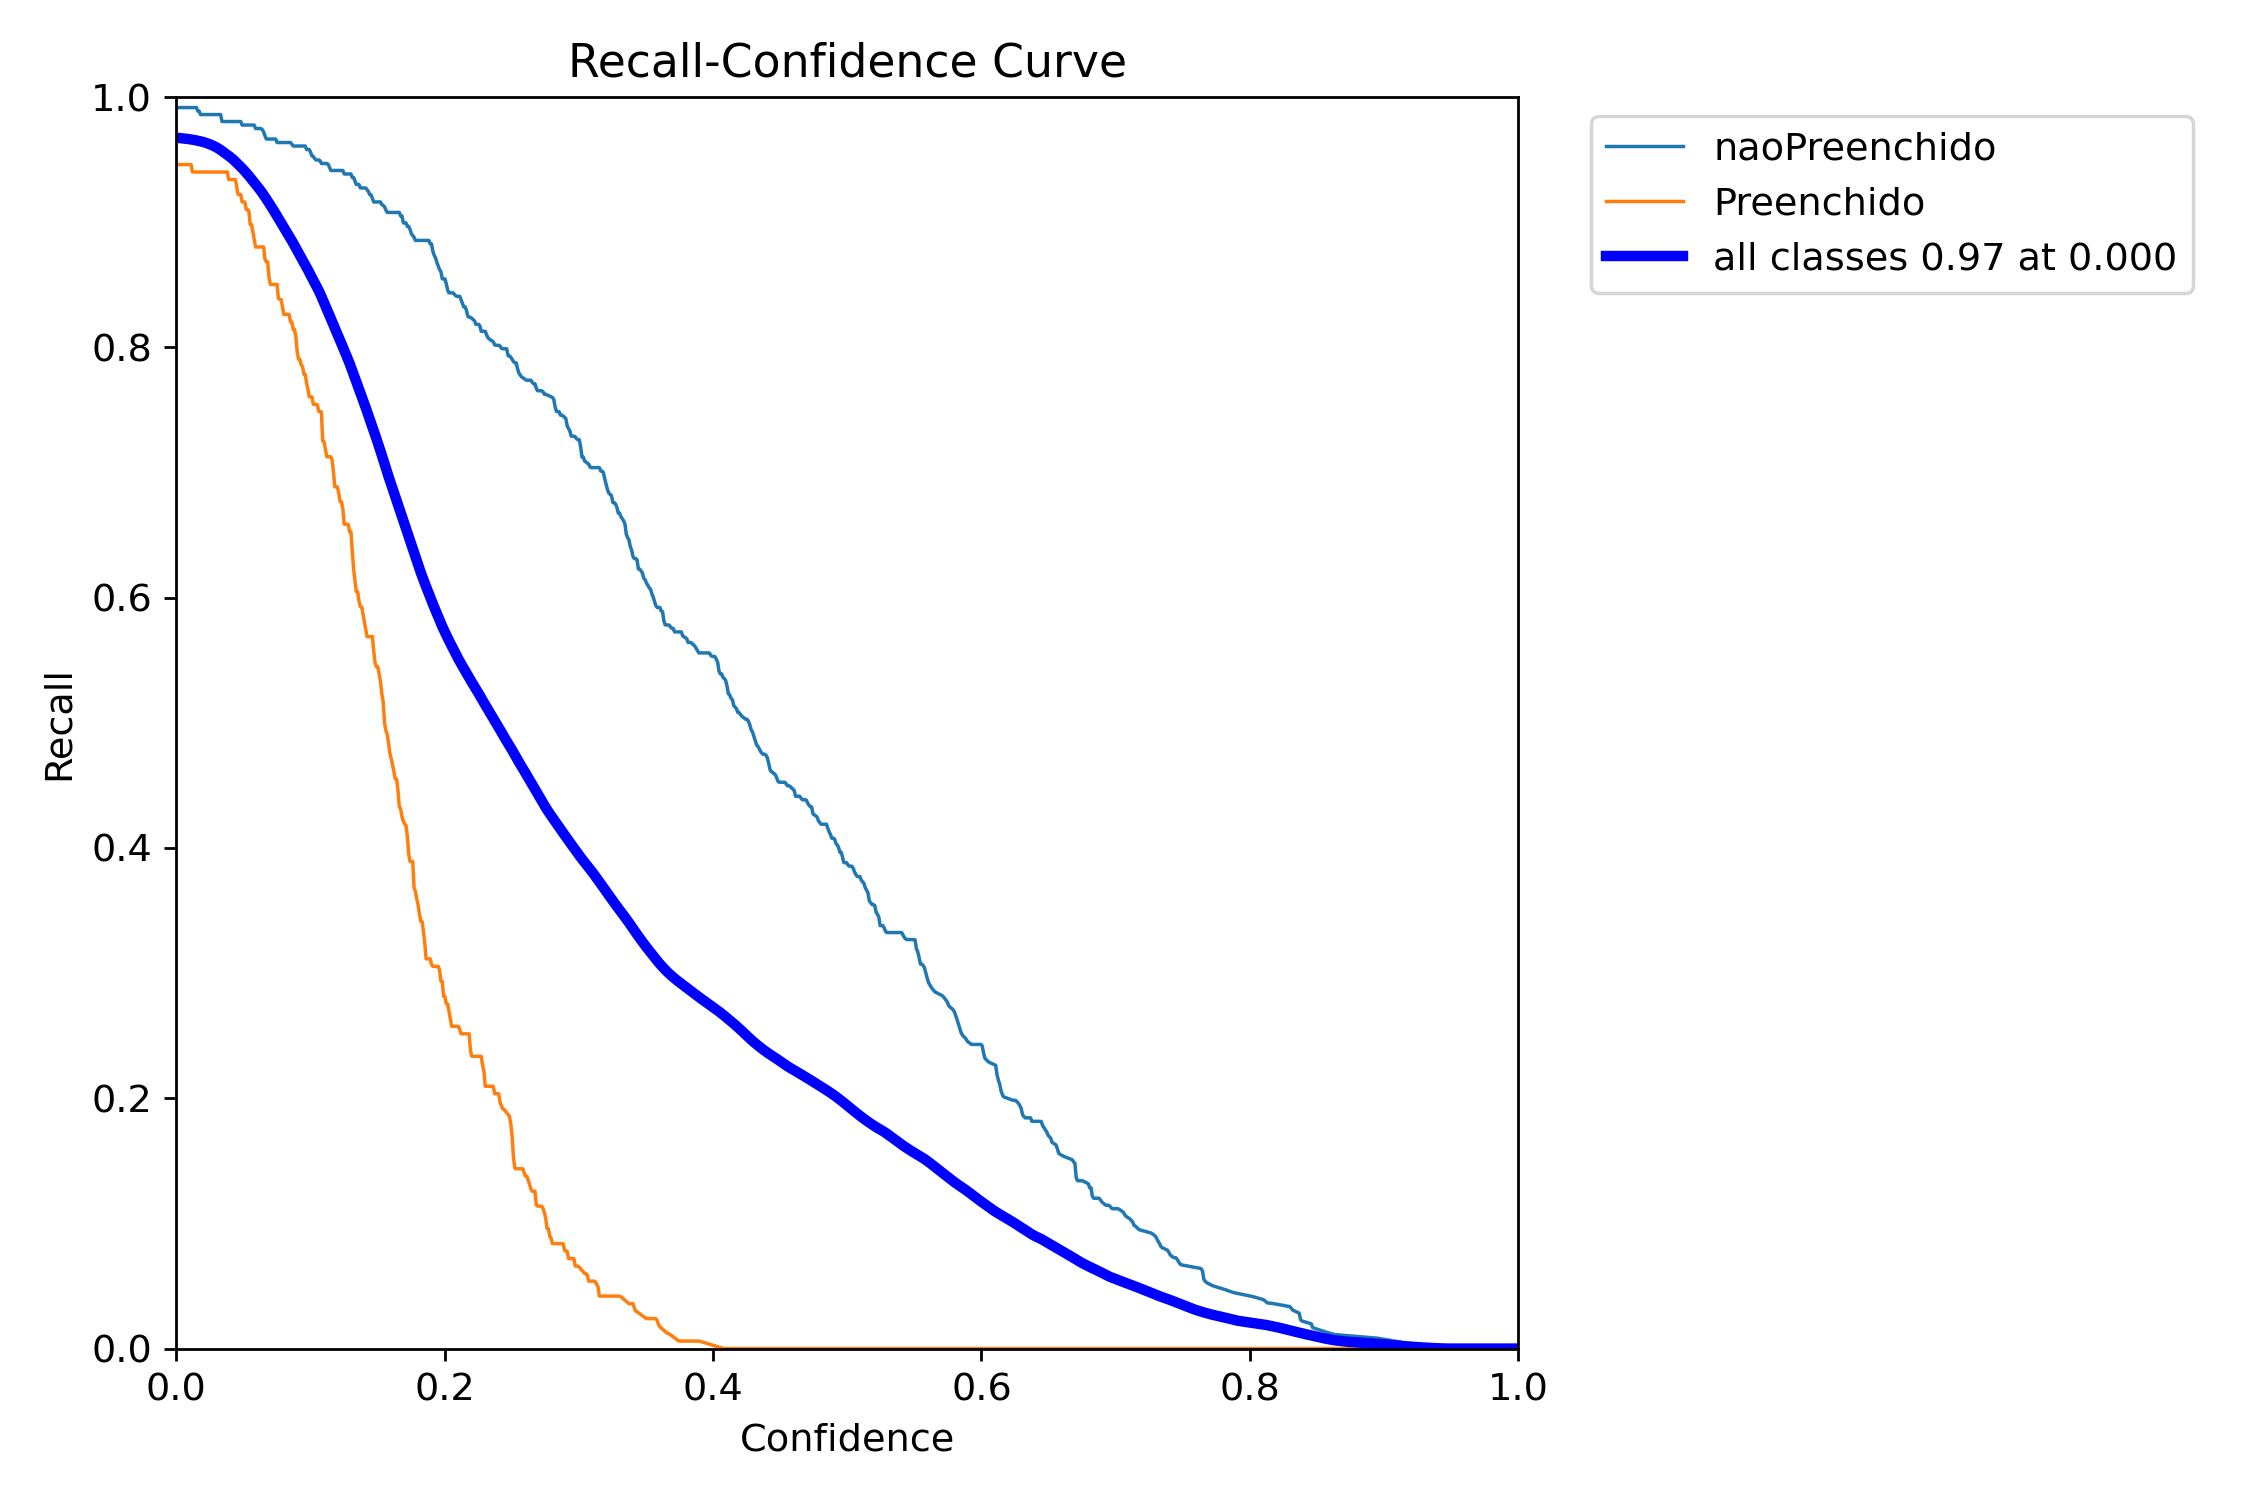 Recall-Confidence Curve
1.0
0.8
0.6
0.4
0.2
0.0
Recall
0.0 0.2 0.4 0.6 0.8 1.0
Confidence
naoPreenchido
Preenchido
all classes 0.97 at 0.000